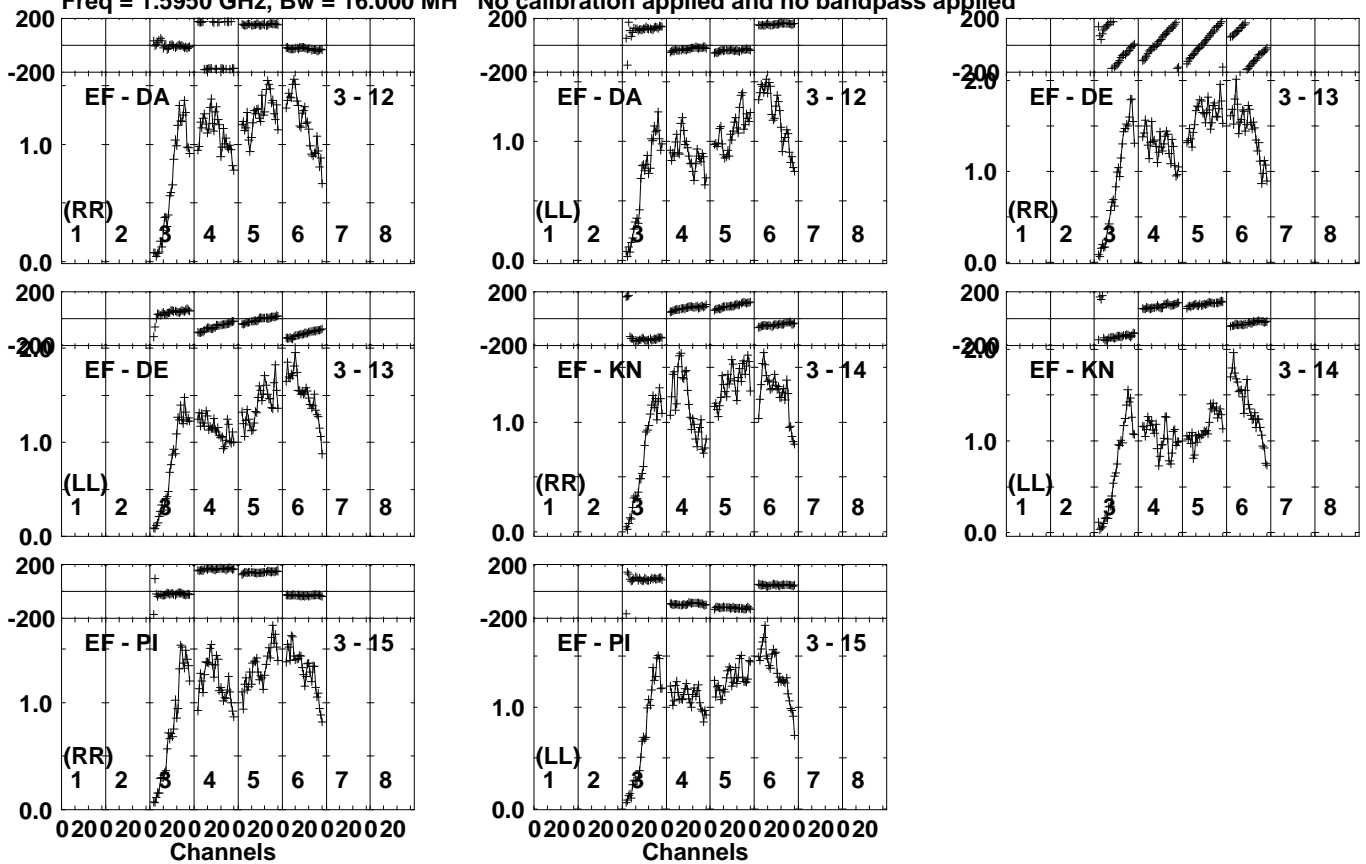 Freq = 1.5950 GHz, Bw = 16.000 MH No calibration applied and no bandpass applied
200
-200
EF - DA 3 - 12
1.0
(RR)
1 2 3 4 5 6 7 8
0.0
200
-200
EF - DA 3 - 12
1.0
(LL)
1 2 3 4 5 6 7 8
0.0
200
-200
2.0
EF - DE 3 - 13
1.0
(RR)
1 2 3 4 5 6 7 8
0.0
200
-200
2.0
EF - DE 3 - 13
1.0
(LL)
1 2 3 4 5 6 7 8
0.0
200
-200
EF - KN 3 - 14
1.0
(RR)
1 2 3 4 5 6 7 8
0.0
200
-200
2.0
EF - KN 3 - 14
1.0
(LL)
1 2 3 4 5 6 7 8
0.0
200
-200
EF - PI 3 - 15
1.0
(RR)
1 2 3 4 5 6 7 8
0.0
0 20 0 20 0 20 0 20 0 20 0 20 0 20 0 20
Channels
200
-200
EF - PI 3 - 15
1.0
(LL)
1 2 3 4 5 6 7 8
0.0
0 20 0 20 0 20 0 20 0 20 0 20 0 20 0 20
Channels